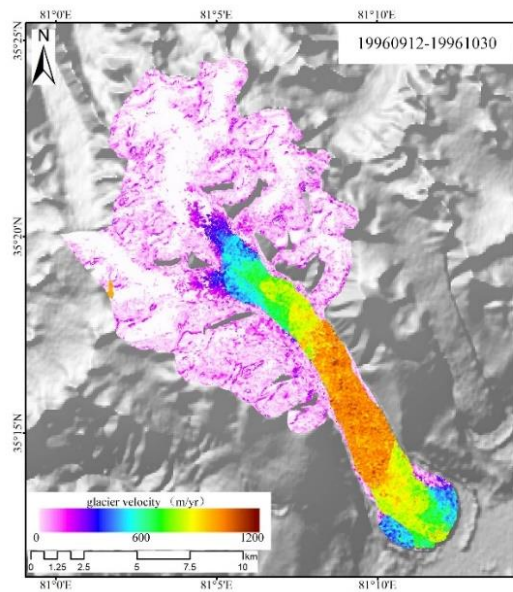 81°0'E 81°5'E 81°10'E
35°25'N
N
19960912-19961030
35°20'N
35°15'N
glacier velocity （m/yr）
0 600 1200
0 1.25 2.5 5 7.5 10
km
81°0'E 81°5'E 81°10'E